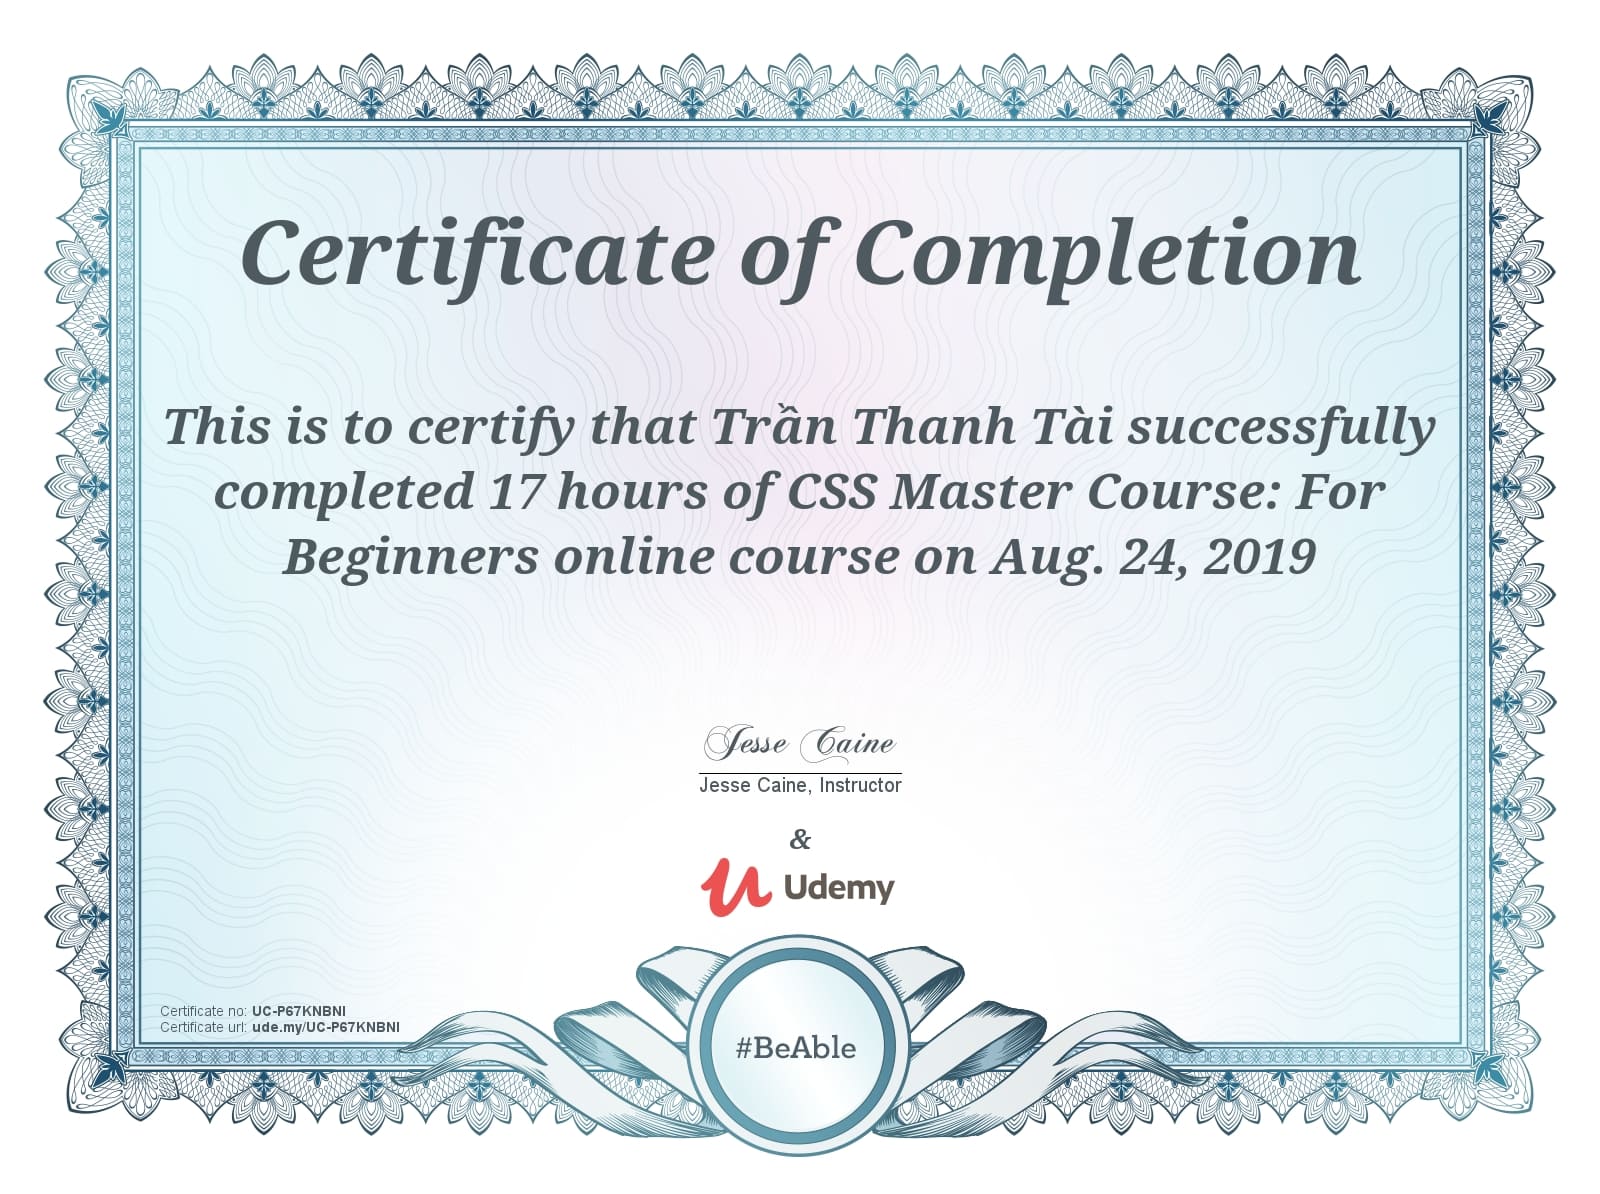 Certificate of Completion
This is to certify that Trần Thanh Tài successfully
completed 17 hours of CSS Master Course: For
Beginners online course on Aug. 24, 2019
Jesse Caine
Jesse Caine, Instructor
&
Udemy
Certificate no: UC-P67KNBNI
Certificate url: ude.my/UC-P67KNBNI
#BeAble